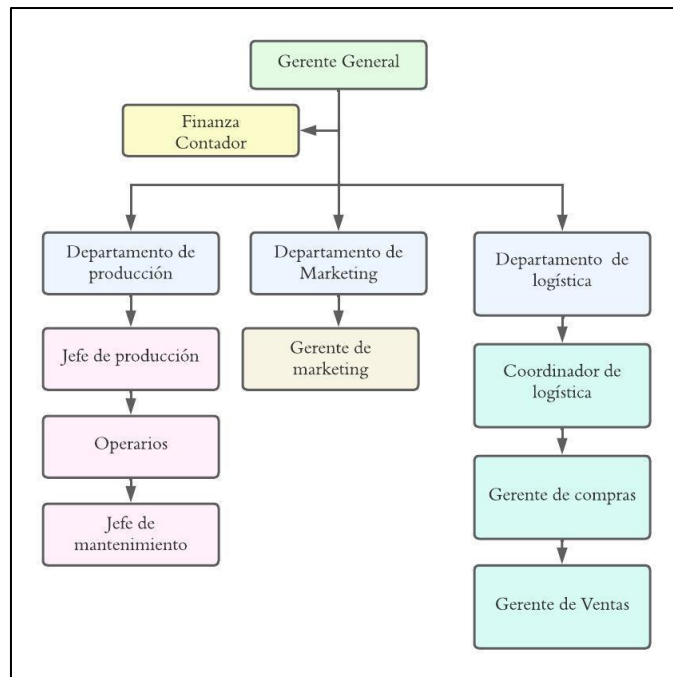 Gerente General
Finanza
Contador
Departamento de
producción
Departamento de
Marketing
Departamento de
logística
Jefe de producción
Gerente de
marketing
Coordinador de
logística
Operarios
Gerente de compras
Jefe de
mantenimiento
Gerente de Ventas